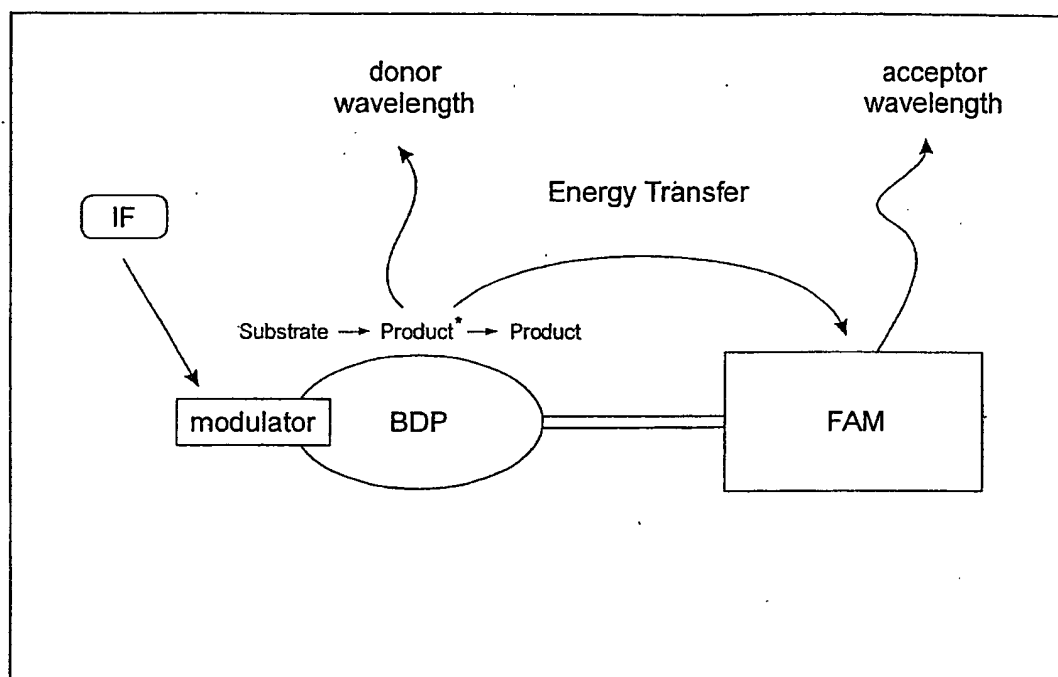 donor
wavelength
acceptor
wavelength
IF
Energy Transfer
Substrate → Product* → Product
modulator
BDP
FAM